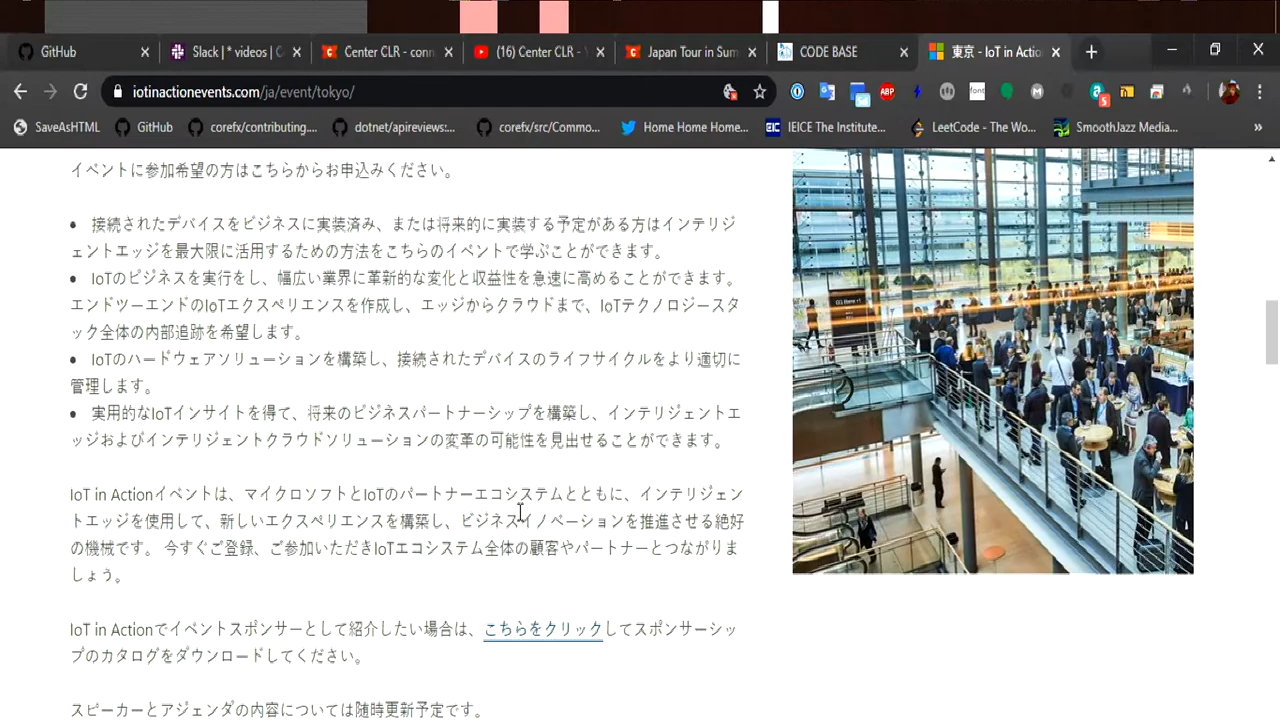 GitHub
Slack | * videos | C
Center CLR - conn
(16) Center CLR - Y
Japan Tour in Sum
CODE BASE
東京 - IoT in Actio
iotinactionevents.com/ja/event/tokyo/
SaveAsHTML
GitHub
corefx/contributing,...
dotnet/apireviews:...
corefx/src/Commo...
Home Home Home...
IEICE The Institute...
LeetCode - The Wo...
SmoothJazz Media...
イベントに参加希望の方はこちらからお申込みください。
● 接続されたデバイスをビジネスに実装済み、または将来的に実装する予定がある方はインテリジ
ェントエッジを最大限に活用するための方法をこちらのイベントで学ぶことができます。
● IoTのビジネスを実行をし、幅広い業界に革新的な変化と収益性を急速に高めることができます。
エンドツーエンドのIoTエクスペリエンスを作成し、エッジからクラウドまで、IoTテクノロジースタ
ック全体の内部追跡を希望します。
● IoTのハードウェアソリューションを構築し、接続されたデバイスのライフサイクルをより適切に
管理します。
● 実用的なIoTインサイトを得て、将来のビジネスパートナーシップを構築し、インテリジェントエ
ッジおよびインテリジェントクラウドソリューションの変革の可能性を見出せることができます。
IoT in Actionイベントは、マイクロソフトとIoTのパートナーエコシステムとともに、インテリジェン
トエッジを使用して、新しいエクスペリエンスを構築し、ビジネスイノベーションを推進させる絶好
の機械です。 今すぐご登録、ご参加いただきIoTエコシステム全体の顧客やパートナーとつながりま
しょう。
IoT in Actionでイベントスポンサーとして紹介したい場合は、こちらをクリックしてスポンサーシッ
プのカタログをダウンロードしてください。
スピーカーとアジェンダの内容については随時更新予定です。